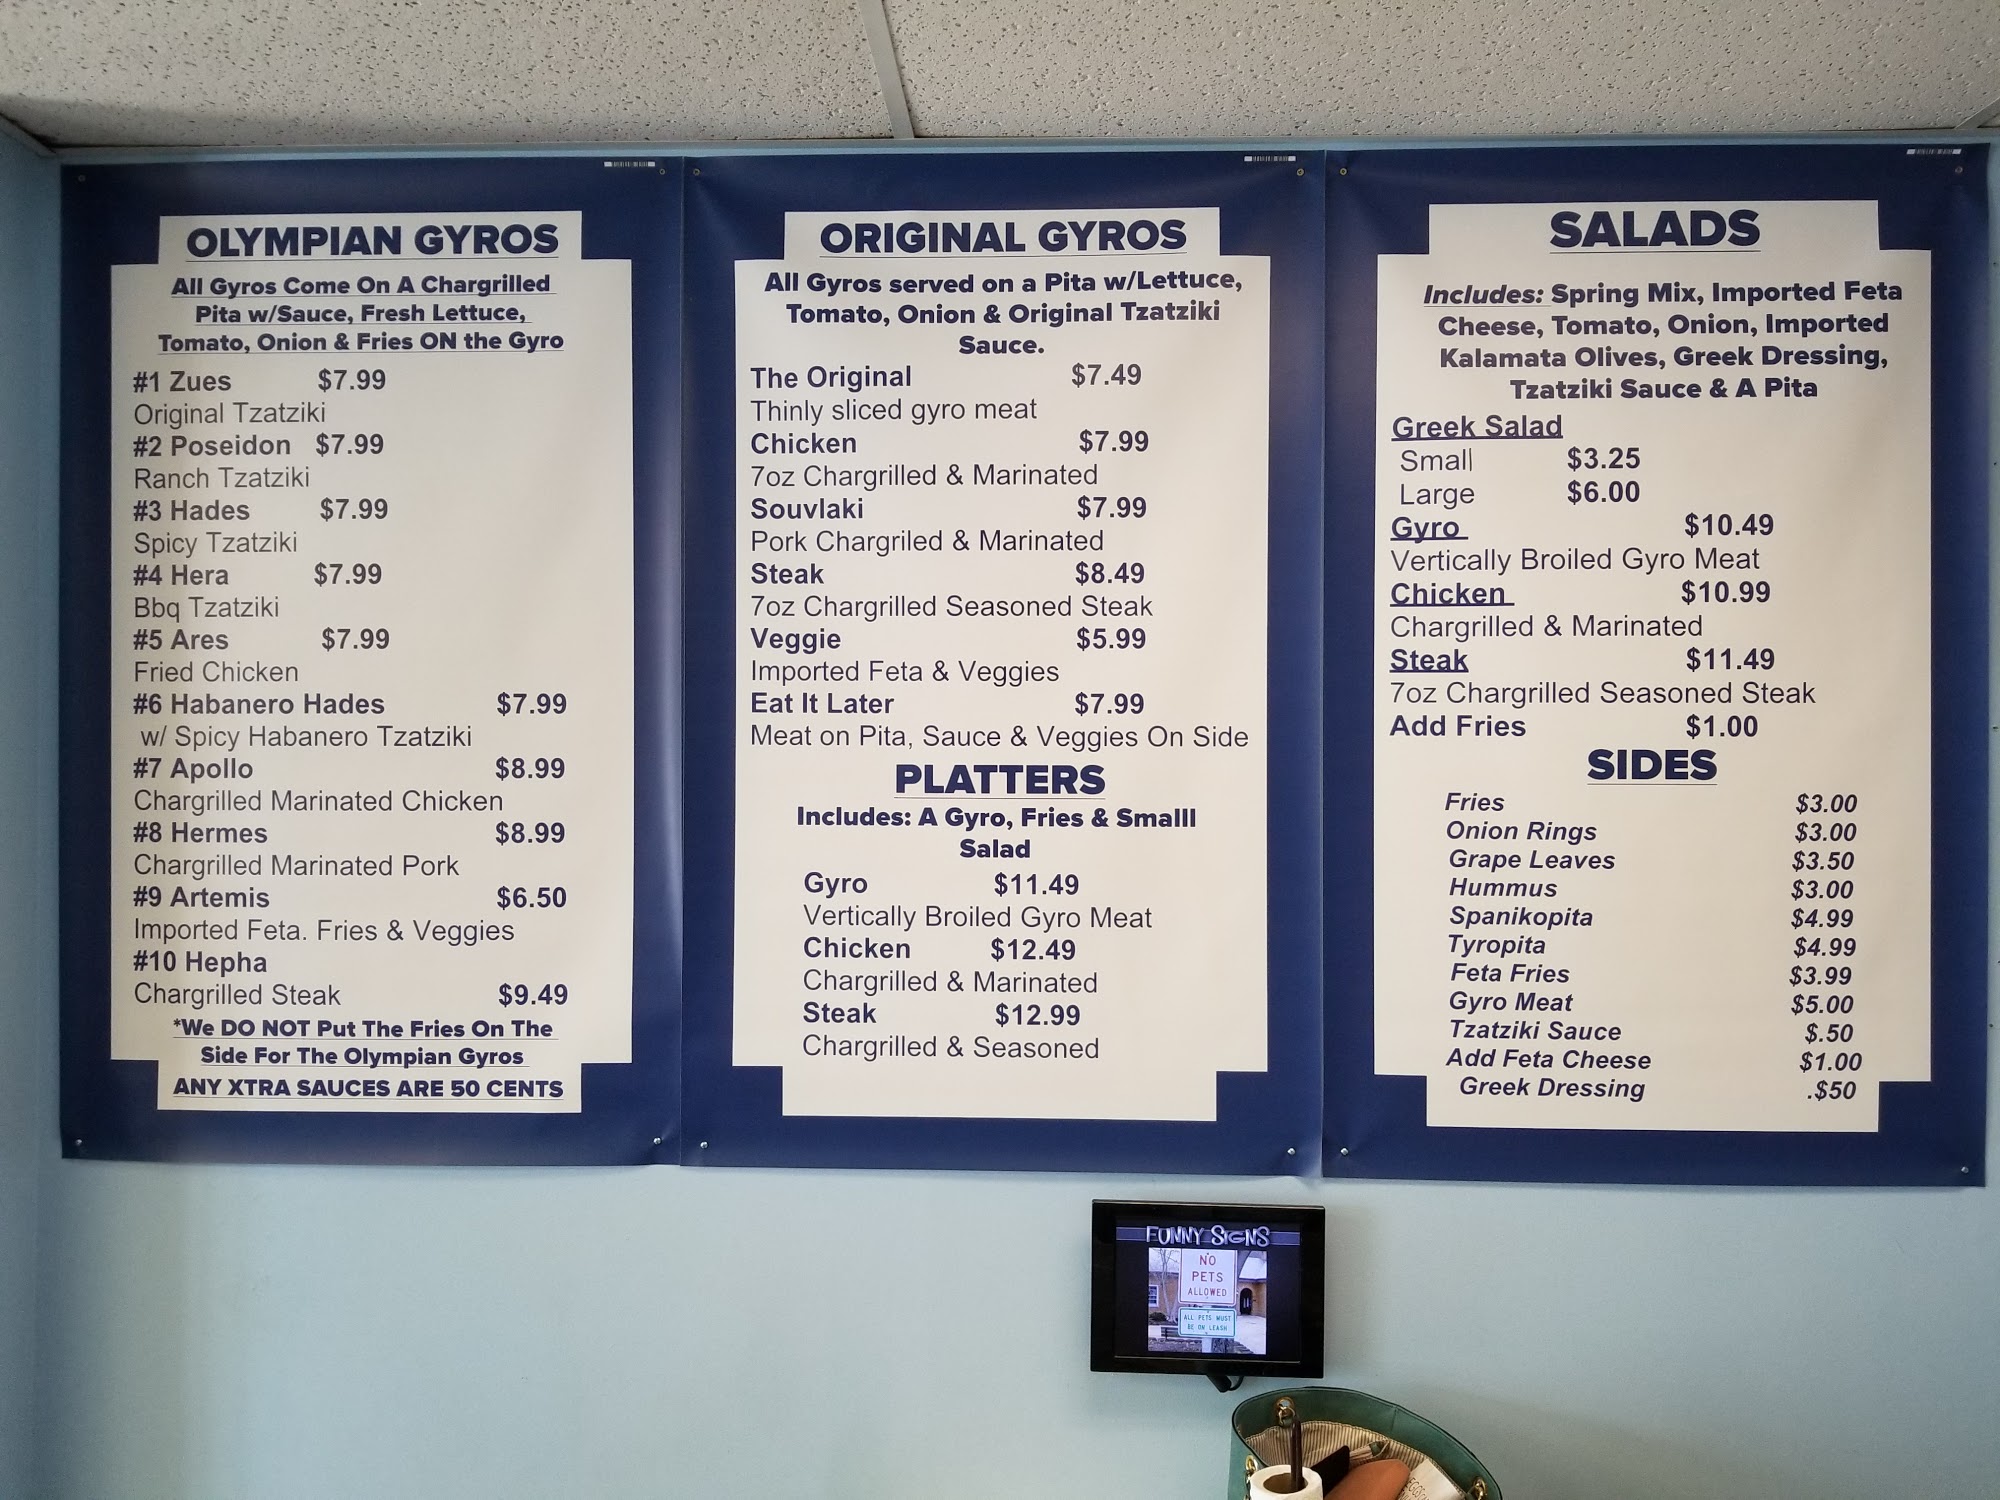 OLYMPIAN GYROS
All Gyros Come On A Chargrilled
Pita w/Sauce, Fresh Lettuce,
Tomato, Onion & Fries ON the Gyro
#1 Zues $7.99
Original Tzatziki
#2 Poseidon $7.99
Ranch Tzatziki
#3 Hades $7.99
Spicy Tzatziki
#4 Hera $7.99
Bbq Tzatziki
#5 Ares $7.99
Fried Chicken
#6 Habanero Hades $7.99
w/ Spicy Habanero Tzatziki
#7 Apollo $8.99
Chargrilled Marinated Chicken
#8 Hermes $8.99
Chargrilled Marinated Pork
#9 Artemis $6.50
Imported Feta. Fries & Veggies
#10 Hepha
Chargrilled Steak $9.49
*We DO NOT Put The Fries On The
Side For The Olympian Gyros
ANY XTRA SAUCES ARE 50 CENTS
ORIGINAL GYROS
All Gyros served on a Pita w/Lettuce,
Tomato, Onion & Original Tzatziki
Sauce.
The Original $7.49
Thinly sliced gyro meat
Chicken $7.99
7oz Chargrilled & Marinated
Souvlaki $7.99
Pork Chargriled & Marinated
Steak $8.49
7oz Chargrilled Seasoned Steak
Veggie $5.99
Imported Feta & Veggies
Eat It Later $7.99
Meat on Pita, Sauce & Veggies On Side
PLATTERS
Includes: A Gyro, Fries & Smalll
Salad
Gyro $11.49
Vertically Broiled Gyro Meat
Chicken $12.49
Chargrilled & Marinated
Steak $12.99
Chargrilled & Seasoned
SALADS
Includes: Spring Mix, Imported Feta
Cheese, Tomato, Onion, Imported
Kalamata Olives, Greek Dressing,
Tzatziki Sauce & A Pita
Greek Salad
Small $3.25
Large $6.00
Gyro $10.49
Vertically Broiled Gyro Meat
Chicken $10.99
Chargrilled & Marinated
Steak $11.49
7oz Chargrilled Seasoned Steak
Add Fries $1.00
SIDES
Fries $3.00
Onion Rings $3.00
Grape Leaves $3.50
Hummus $3.00
Spanikopita $4.99
Tyropita $4.99
Feta Fries $3.99
Gyro Meat $5.00
Tzatziki Sauce $.50
Add Feta Cheese $1.00
Greek Dressing .$50
FUNNY SIGNS
NO
PETS
ALLOWED
ALL PETS MUST
BE ON LEASH